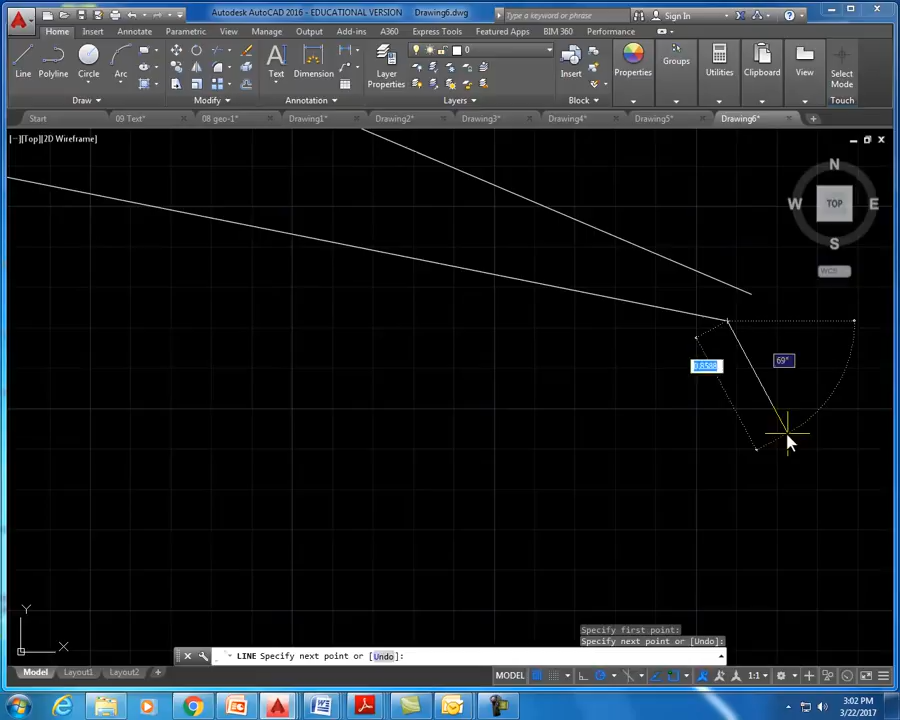 Autodesk AutoCAD 2016 - EDUCATIONAL VERSION Drawing6.dwg
Type a keyword or phrase
Sign In
Home Insert Annotate Parametric View Manage Output Add-ins A360 Express Tools Featured Apps BIM 360 Performance
Line Polyline Circle Arc
Text Dimension
Layer Properties
0
Insert
Properties
Groups
Utilities
Clipboard
View
Select Mode
Draw Modify Annotation Layers Block Touch
Start 09 Text* 08 geo-1* Drawing1* Drawing2* Drawing3* Drawing4* Drawing5* Drawing6*
[−][Top][2D Wireframe]
N
W TOP E
S
WCS
69°
Y
X
Specify first point:
Specify next point or [Undo]:
LINE Specify next point or [Undo]:
Model Layout1 Layout2 +
MODEL
1:1
3:02 PM
3/22/2017